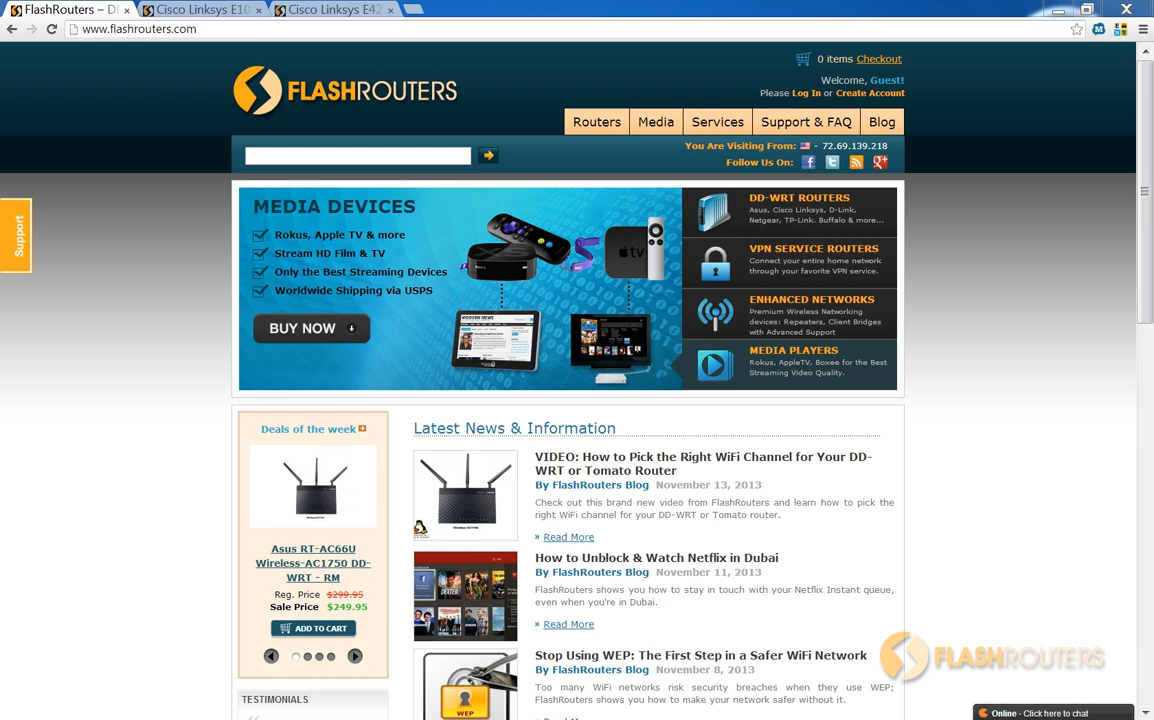 FlashRouters – D
Cisco Linksys E10
Cisco Linksys E42
www.flashrouters.com
0 items Checkout
FLASHROUTERS
Welcome, Guest!
Please Log In or Create Account
Routers
Media
Services
Support & FAQ
Blog
You Are Visiting From: - 72.69.139.218
Follow Us On:
Support
MEDIA DEVICES
Rokus, Apple TV & more
Stream HD Film & TV
Only the Best Streaming Devices
Worldwide Shipping via USPS
BUY NOW
tv
MODERN NEWS
DD-WRT ROUTERS
Asus, Cisco Linksys, D-Link,
Netgear, TP-Link. Buffalo & more...
VPN SERVICE ROUTERS
Connect your entire home network
through your favorite VPN service.
ENHANCED NETWORKS
Premium Wireless Networking
devices: Repeaters, Client Bridges
with Advanced Support
MEDIA PLAYERS
Rokus, AppleTV, Boxee for the Best
Streaming Video Quality.
Deals of the week
Asus RT-AC66U
Wireless-AC1750 DD-
WRT - RM
Reg. Price $299.95
Sale Price $249.95
ADD TO CART
TESTIMONIALS
Latest News & Information
VIDEO: How to Pick the Right WiFi Channel for Your DD-
WRT or Tomato Router
By FlashRouters Blog November 13, 2013
Check out this brand new video from FlashRouters and learn how to pick the
right WiFi channel for your DD-WRT or Tomato router.
» Read More
How to Unblock & Watch Netflix in Dubai
By FlashRouters Blog November 11, 2013
FlashRouters shows you how to stay in touch with your Netflix Instant queue,
even when you're in Dubai.
» Read More
DEXTER
Stop Using WEP: The First Step in a Safer WiFi Network
By FlashRouters Blog November 8, 2013
Too many WiFi networks risk security breaches when they use WEP;
FlashRouters shows you how to make your network safer without it.
WEP
FLASHROUTERS
Online - Click here to chat